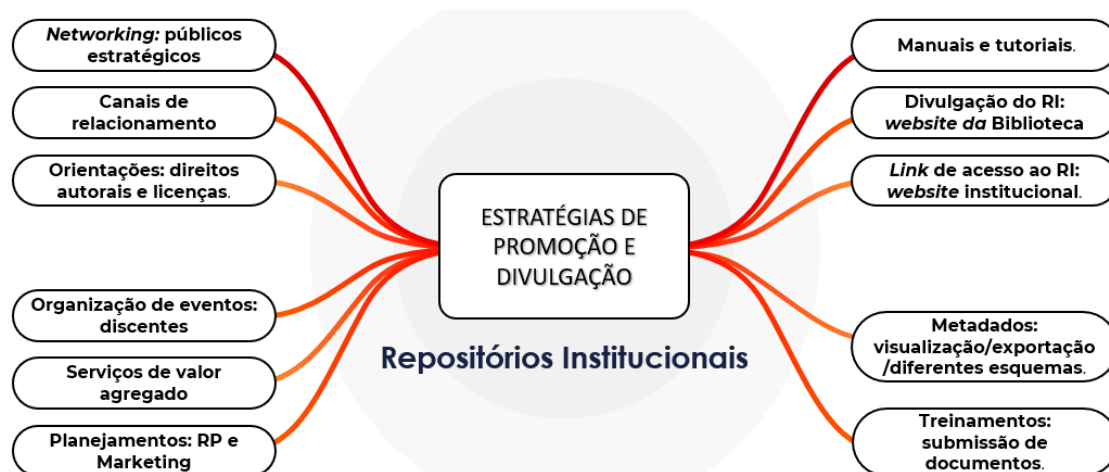 Networking: públicos
estratégicos
Canais de
relacionamento
Orientações: direitos
autorais e licenças.
Organização de eventos:
discentes
Serviços de valor
agregado
Planejamentos: RP e
Marketing
ESTRATÉGIAS DE
PROMOÇÃO E
DIVULGAÇÃO
Repositórios Institucionais
Manuais e tutoriais.
Divulgação do RI:
website da Biblioteca
Link de acesso ao RI:
website institucional.
Metadados:
visualização/exportação
/diferentes esquemas.
Treinamentos:
submissão de
documentos.